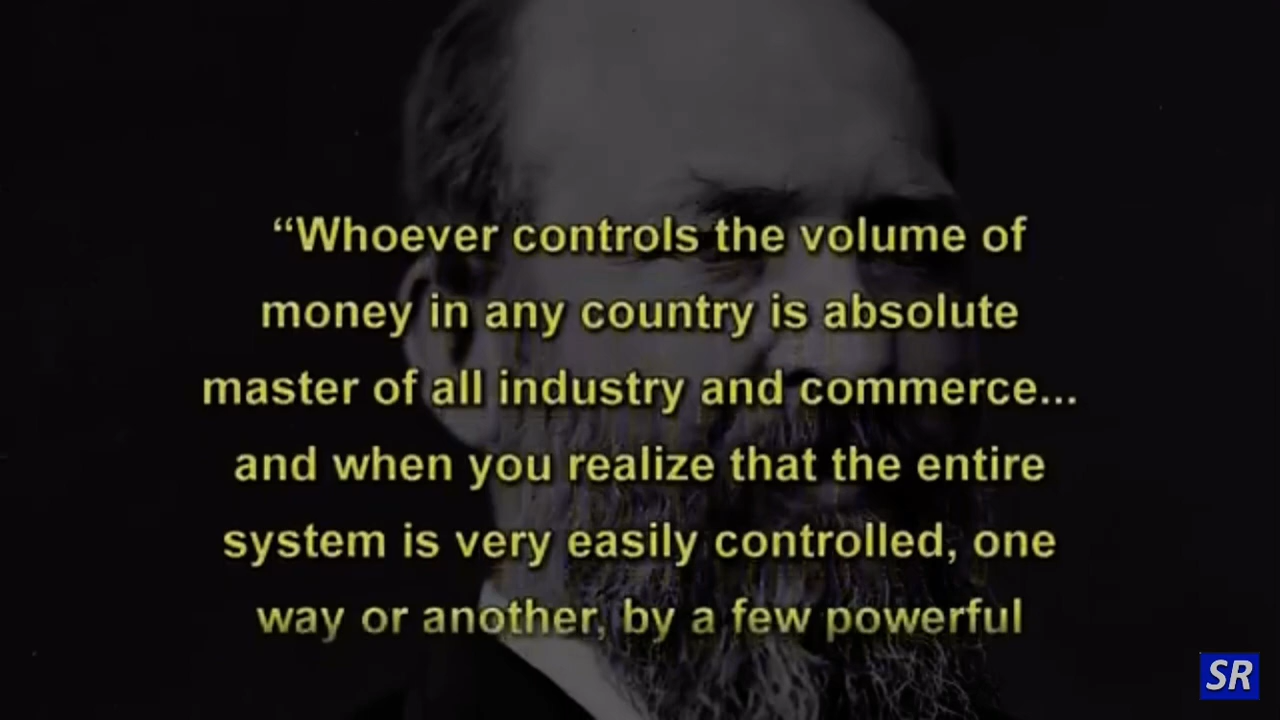 “Whoever controls the volume of
money in any country is absolute
master of all industry and commerce...
and when you realize that the entire
system is very easily controlled, one
way or another, by a few powerful
SR